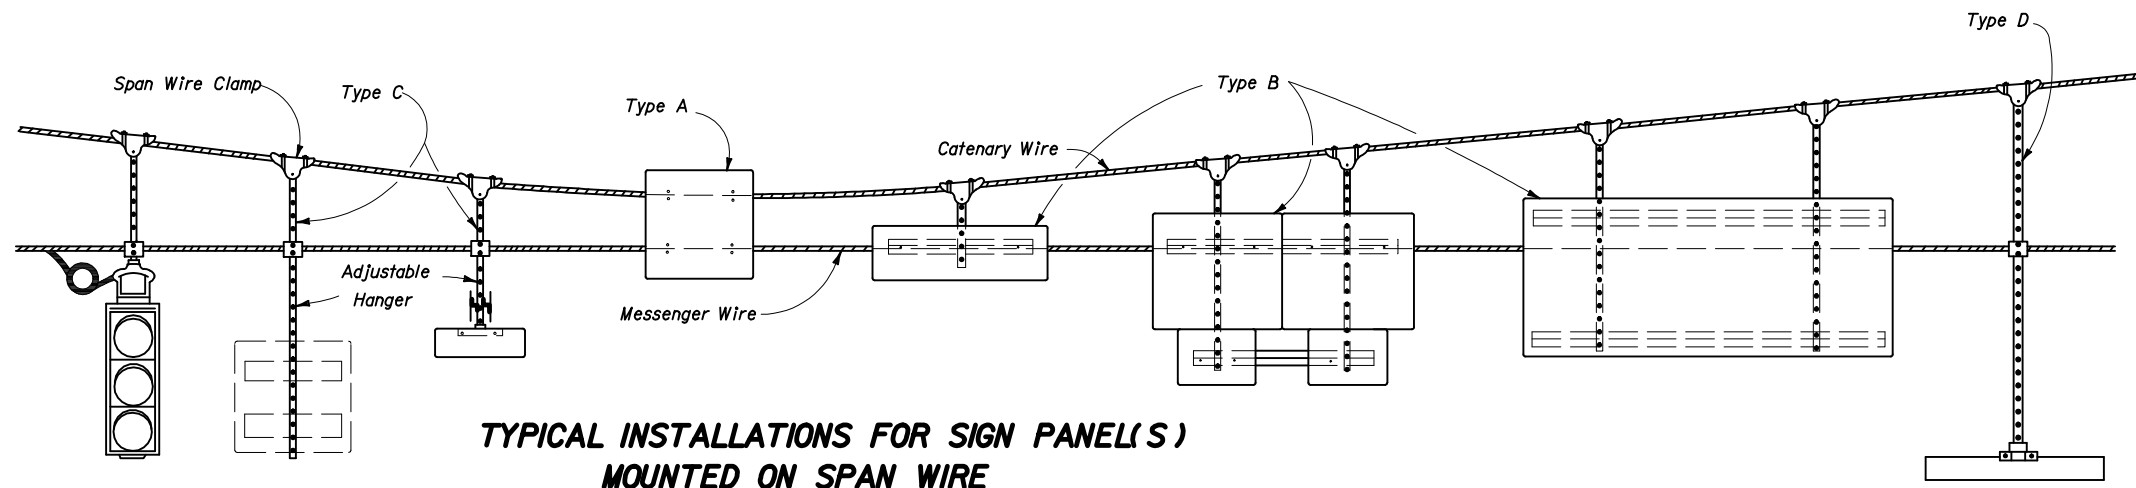 Type D
Span Wire Clamp
Type C
Type A
Type B
Catenary Wire
Adjustable
Hanger
Messenger Wire
TYPICAL INSTALLATIONS FOR SIGN PANEL(S)
MOUNTED ON SPAN WIRE